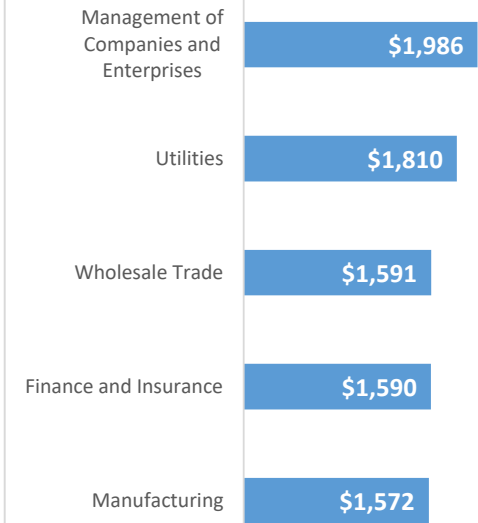 Management of
Companies and
Enterprises
$1,986
Utilities
$1,810
Wholesale Trade
$1,591
Finance and Insurance
$1,590
Manufacturing
$1,572